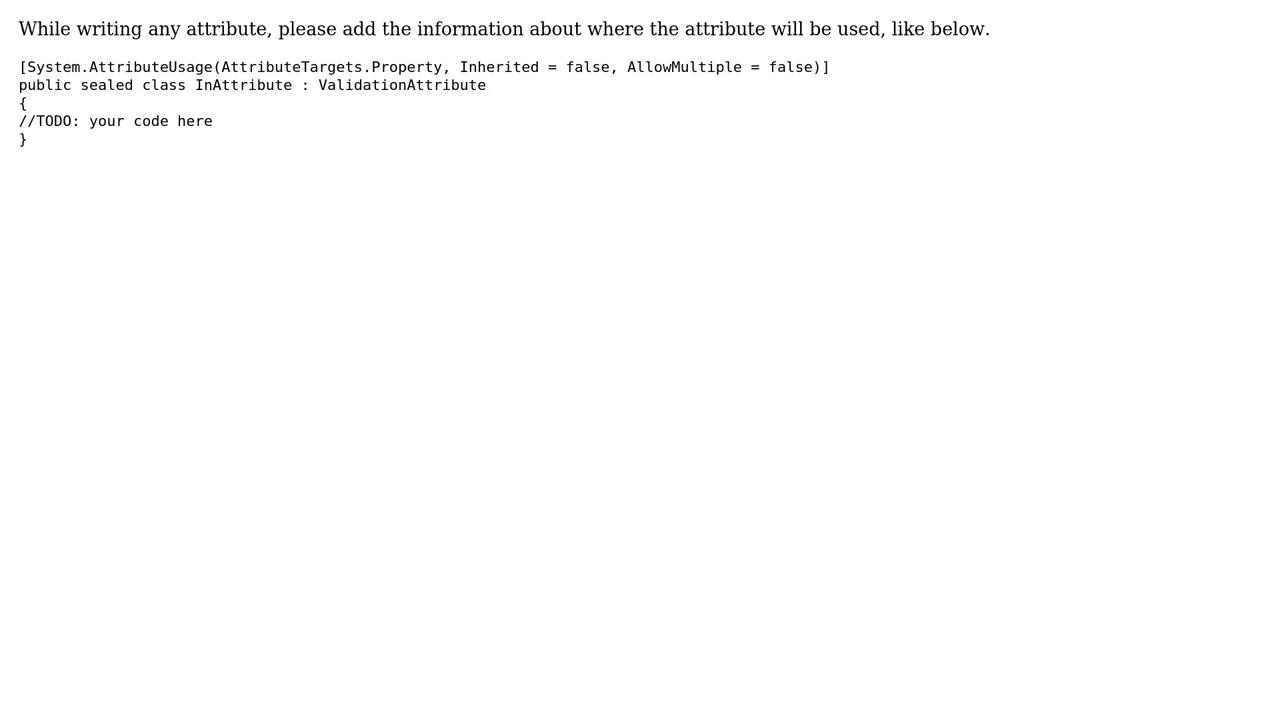 While writing any attribute, please add the information about where the attribute will be used, like below.
[System.AttributeUsage(AttributeTargets.Property, Inherited = false, AllowMultiple = false)]
public sealed class InAttribute : ValidationAttribute
{
//TODO: your code here
}